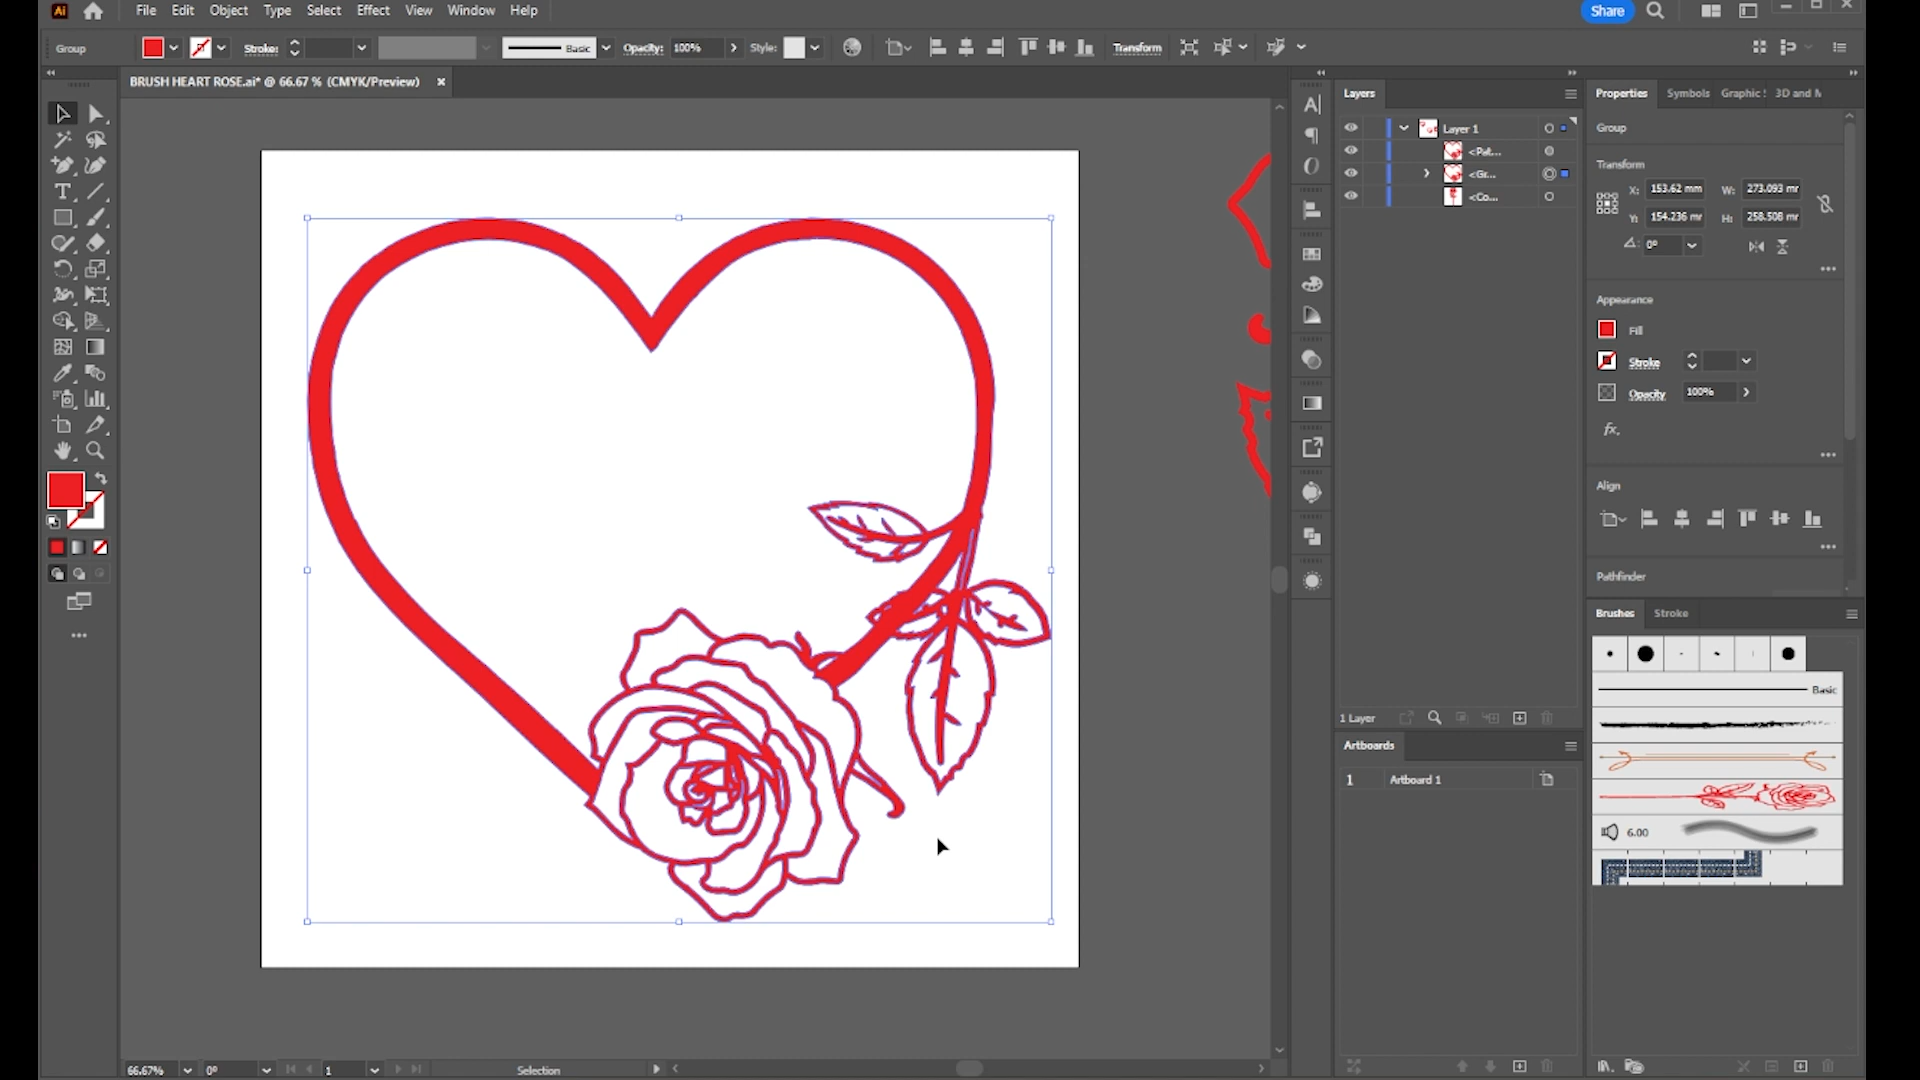 Ai File Edit Object Type Select Effect View Window Help Share
Group Stroke: Basic Opacity: 100% Style: Transform
BRUSH HEART ROSE.ai* @ 66.67 % (CMYK/Preview) ×
Layers
Layer 1
<Pat...
<Gr...
<Co...
1 Layer
Artboards
1 Artboard 1
Properties Symbols Graphic 3D and M
Group
Transform
X: 153.62 mm W: 273.093 mr
Y: 154.236 mr H: 258.508 mr
0°
Appearance
Fill
Stroke
Opacity 100%
fx.
Align
Pathfinder
Brushes Stroke
Basic
6.00
66.67% 0° 1 Selection